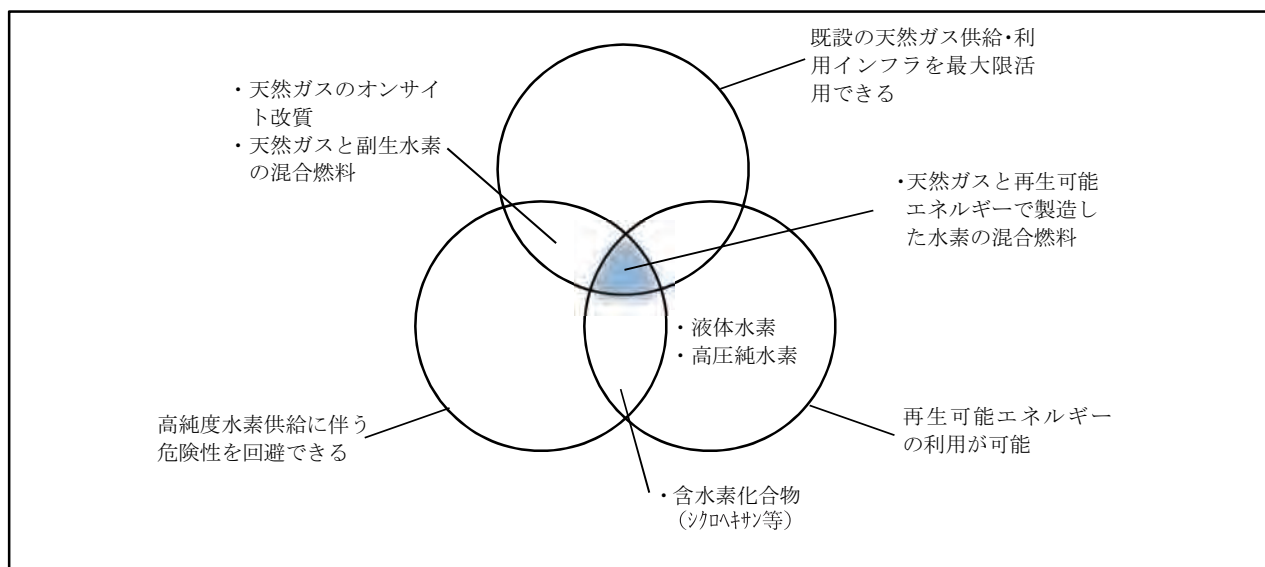 既設の天然ガス供給・利
用インフラを最大限活
用できる
・天然ガスのオンサイ
ト改質
・天然ガスと副生水素
の混合燃料
・天然ガスと再生可能
エネルギーで製造し
た水素の混合燃料
・液体水素
・高圧純水素
高純度水素供給に伴う
危険性を回避できる
再生可能エネルギー
の利用が可能
・含水素化合物
（ｼｸﾛﾍｷｻﾝ等）